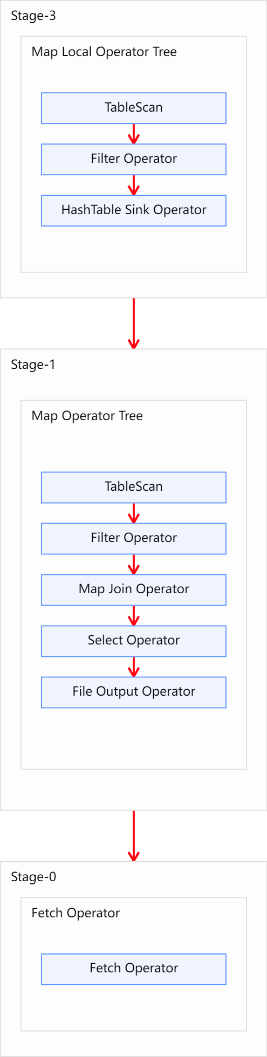 Stage-3
Map Local Operator Tree
TableScan
Filter Operator
HashTable Sink Operator
Stage-1
Map Operator Tree
TableScan
Filter Operator
Map Join Operator
Select Operator
File Output Operator
Stage-0
Fetch Operator
Fetch Operator